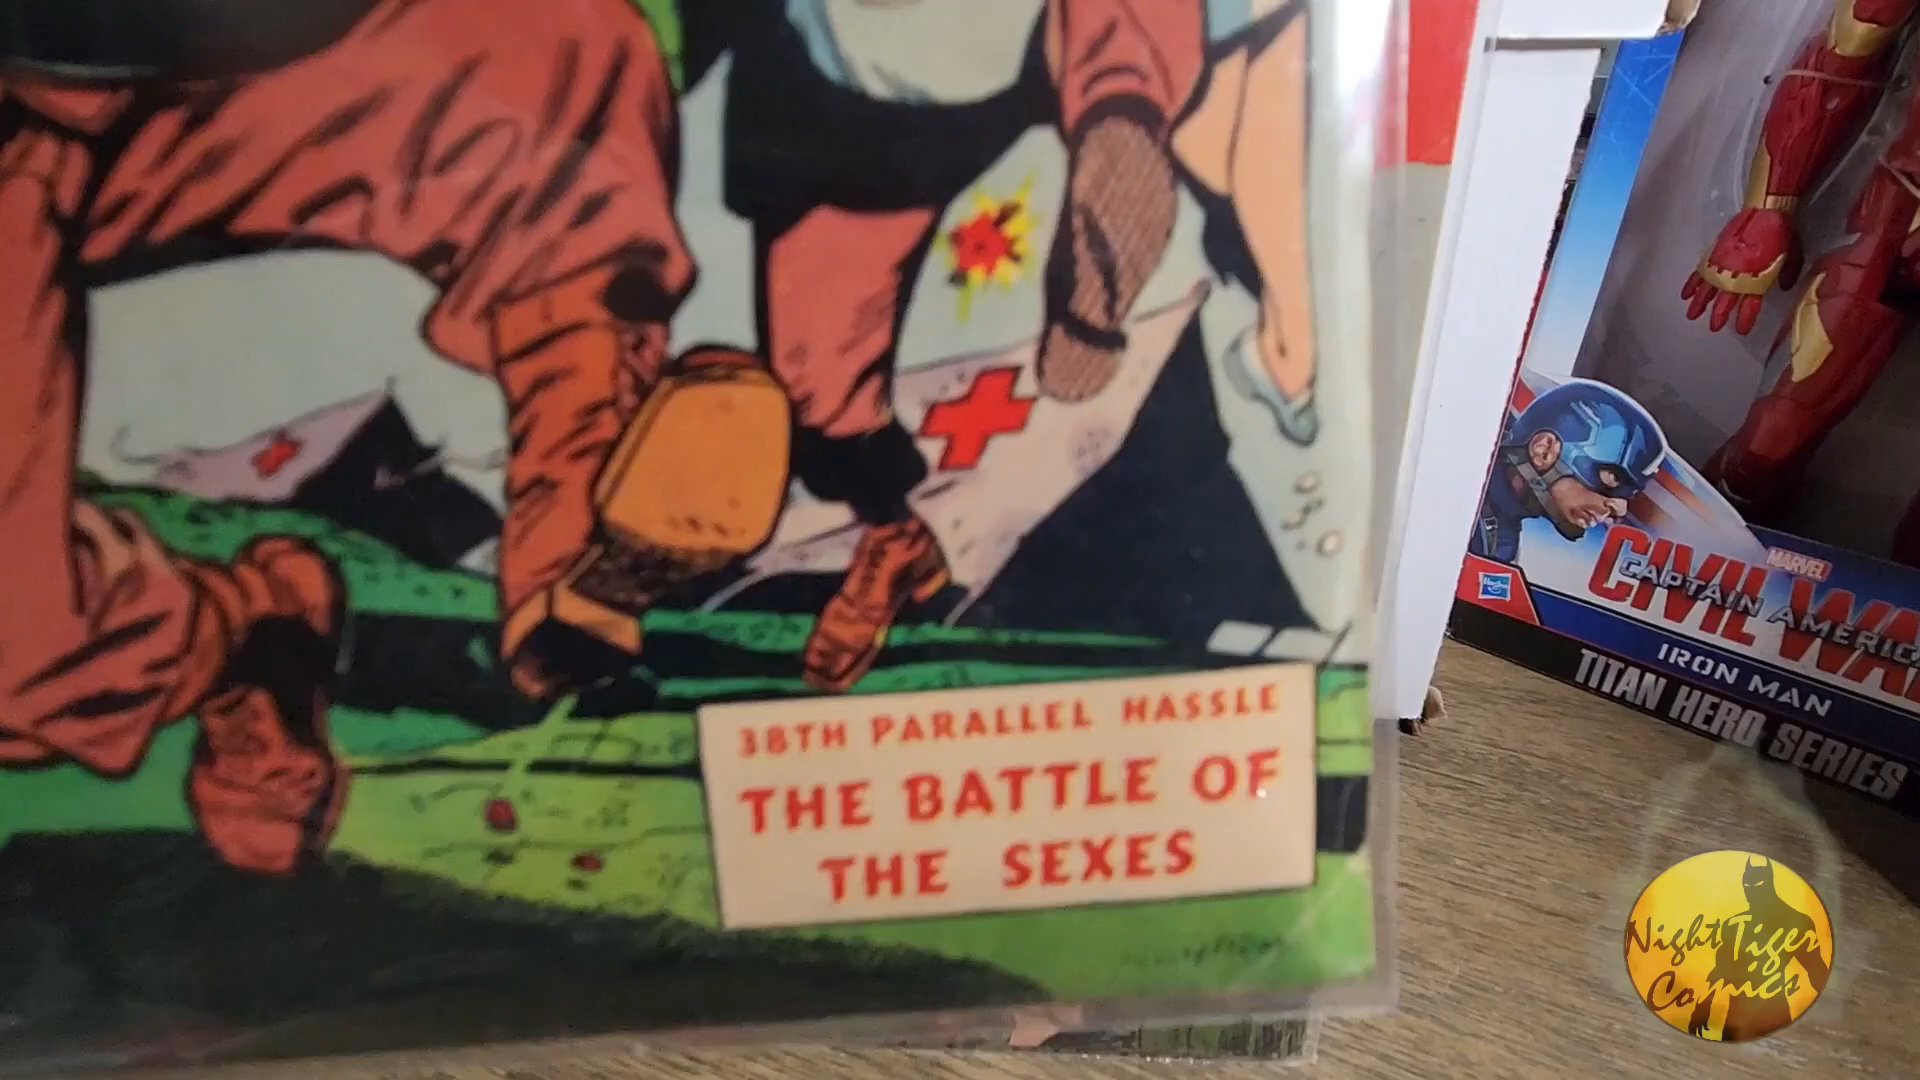 38TH PARALLEL HASSLE
THE BATTLE OF
THE SEXES
MARVEL
CAPTAIN AMERICA
CIVIL WA
Hasbro
IRON MAN
TITAN HERO SERIES
Night Tiger
Comics